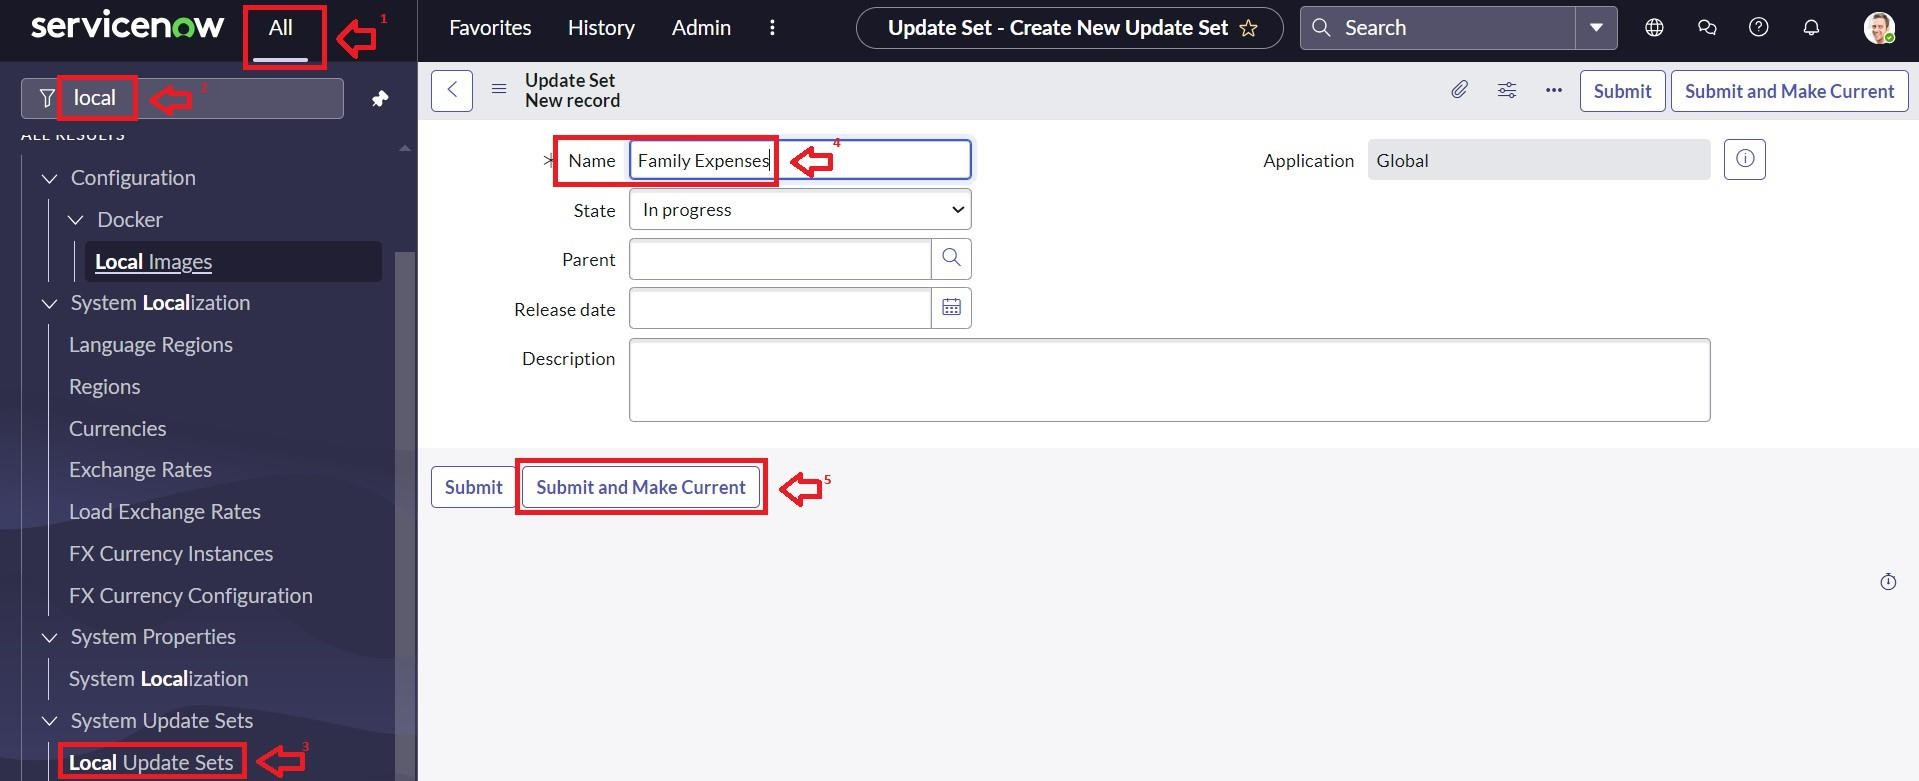 servicenow
All
1
Favorites
History
Admin
Update Set - Create New Update Set
Search
local
2
ALL RESULTS
Configuration
Docker
Local Images
System Localization
Language Regions
Regions
Currencies
Exchange Rates
Load Exchange Rates
FX Currency Instances
FX Currency Configuration
System Properties
System Localization
System Update Sets
Local Update Sets
3
Update Set
New record
Submit
Submit and Make Current
* Name
Family Expenses
4
Application
Global
State
In progress
Parent
Release date
Description
Submit
Submit and Make Current
5